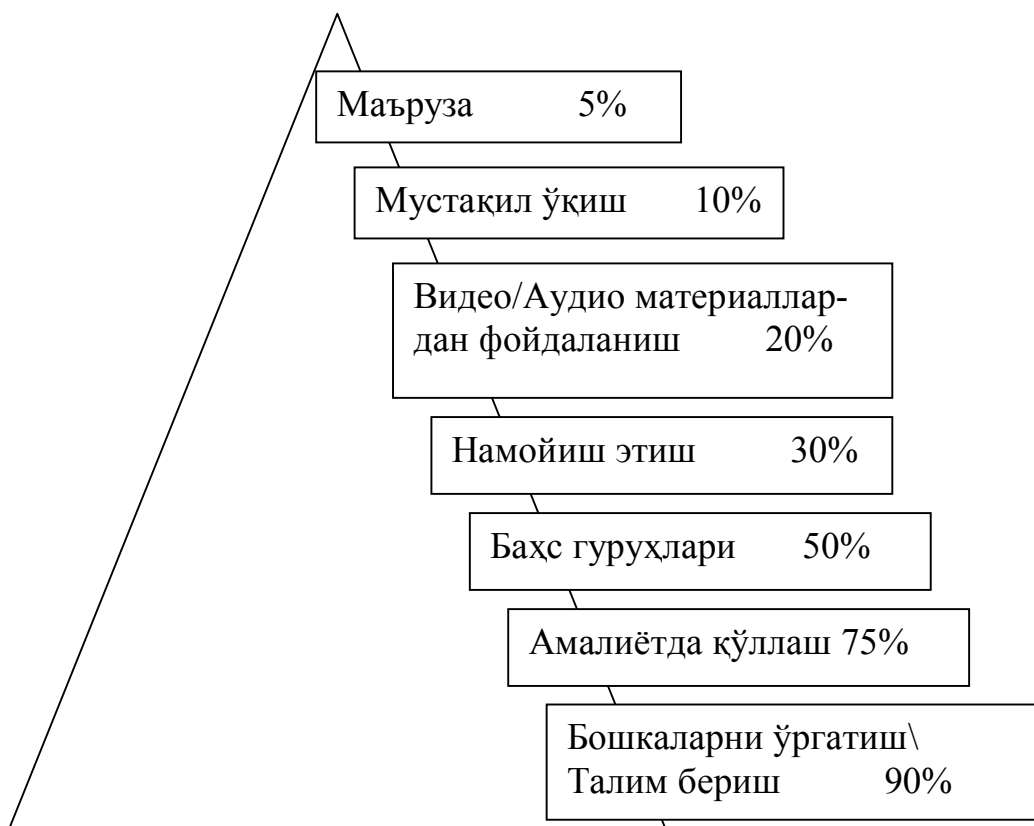 Маъруза 5%
Мустақил ўқиш 10%
Видео/Аудио материаллар-
дан фойдаланиш 20%
Намойиш этиш 30%
Баҳс гуруҳлари 50%
Амалиётда қўллаш 75%
Бошкаларни ўргатиш\
Талим бериш 90%